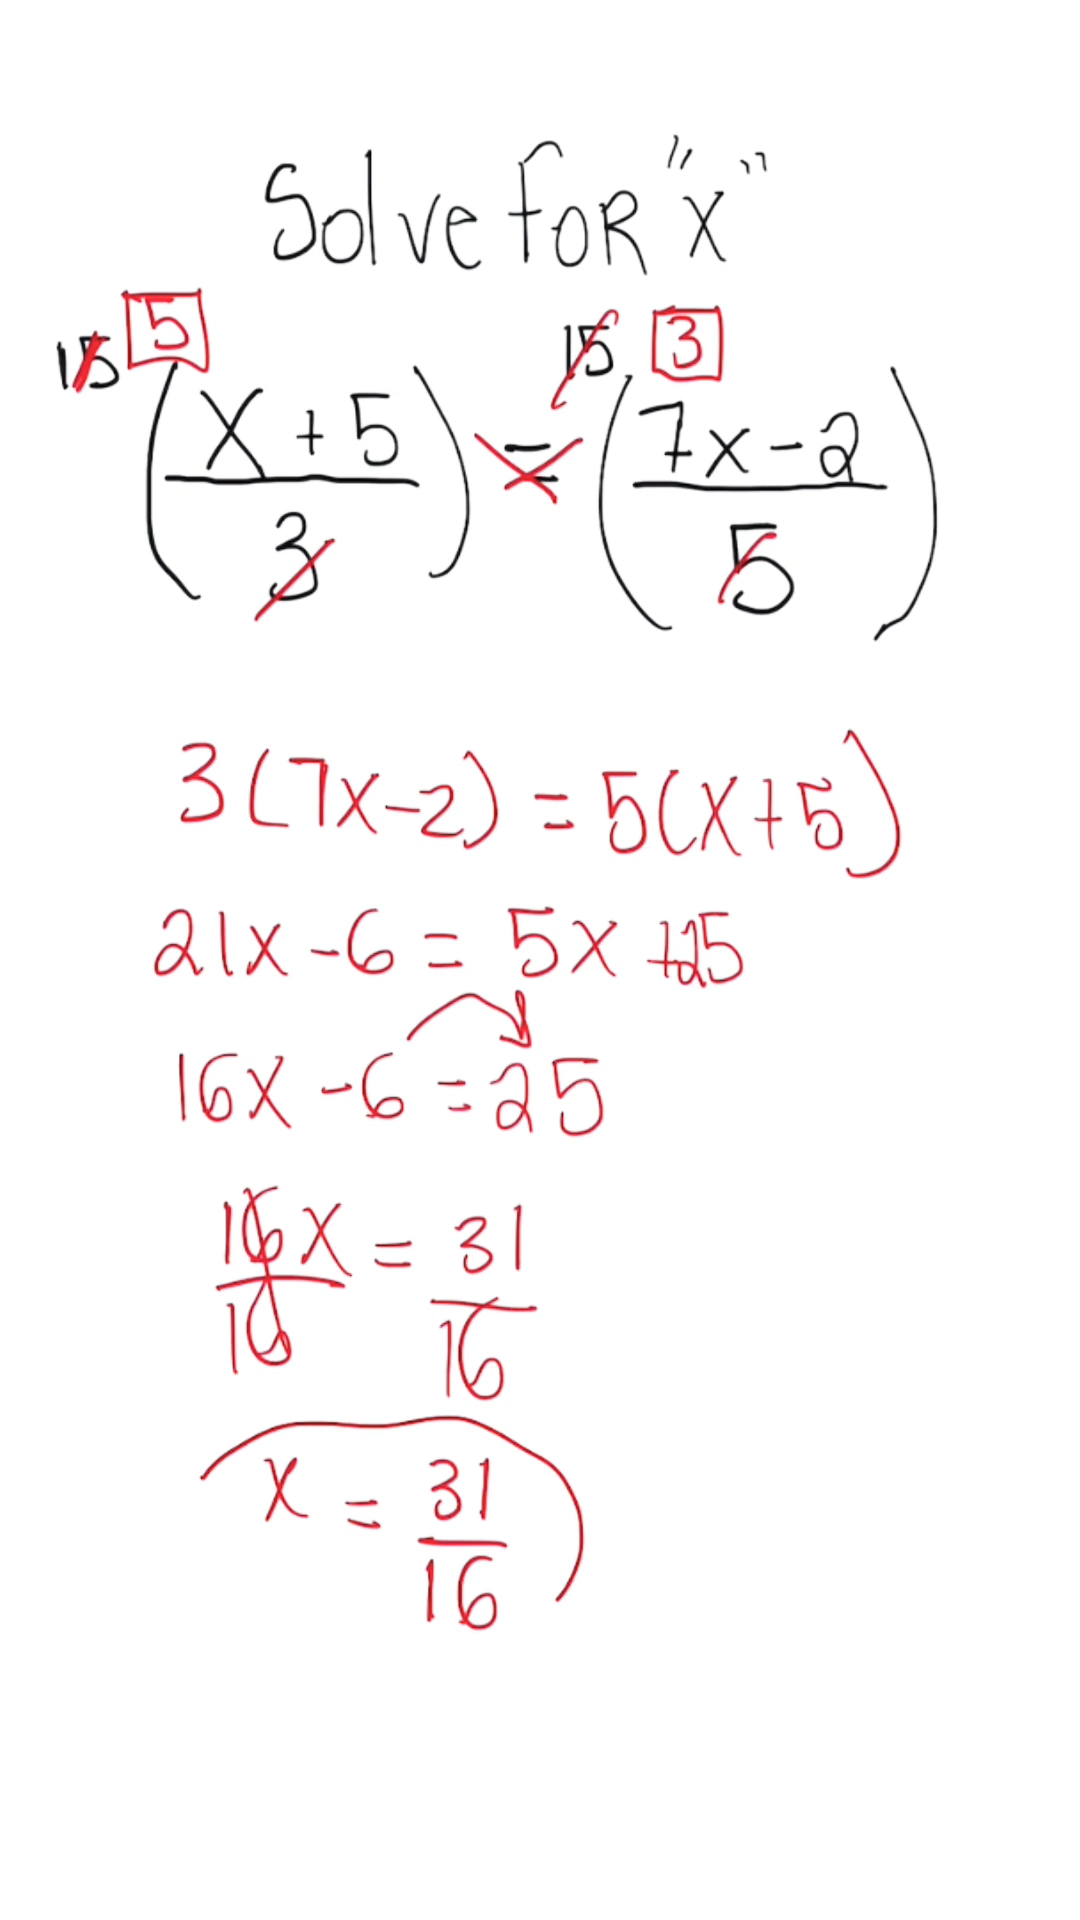 Solve for "x"
15 5 (x + 5 / 3) = 15 3 (7x - 2 / 5)
3(7x-2) = 5(x+5)
21x - 6 = 5x + 25
16x - 6 = 25
16x / 16 = 31 / 16
x = 31 / 16